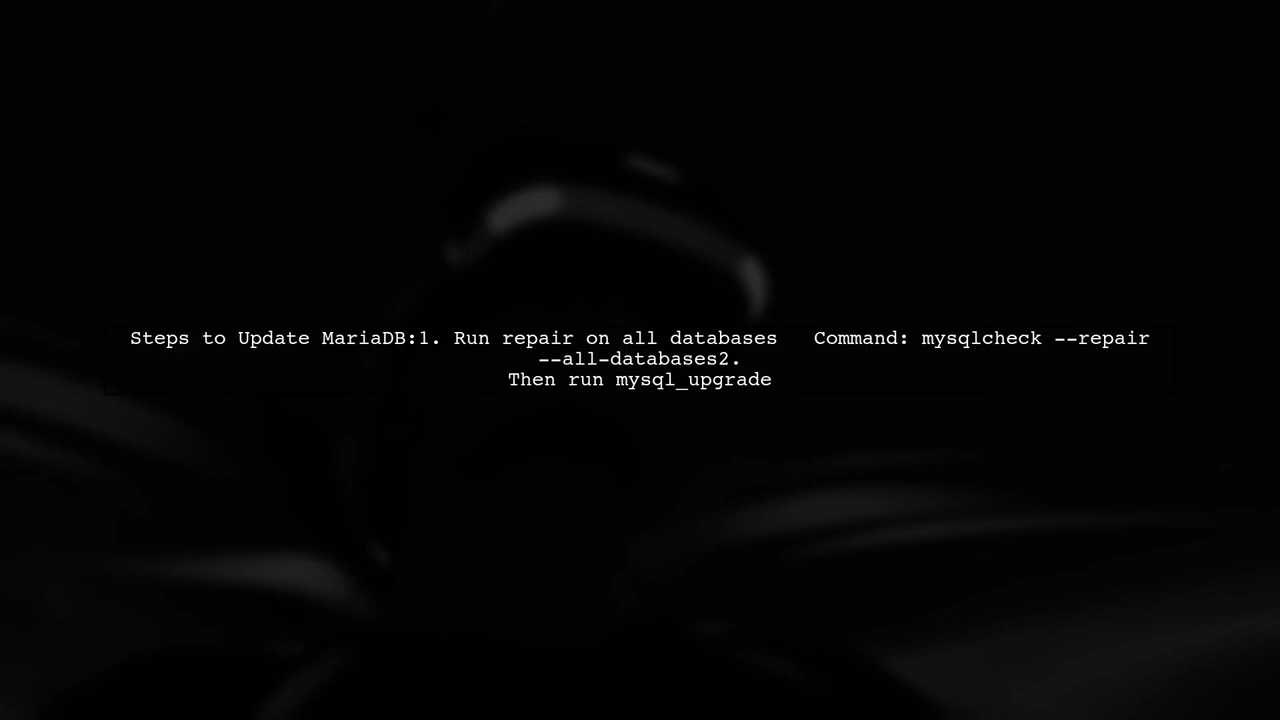 Steps to Update MariaDB:1. Run repair on all databases   Command: mysqlcheck --repair
--all-databases2.
Then run mysql_upgrade